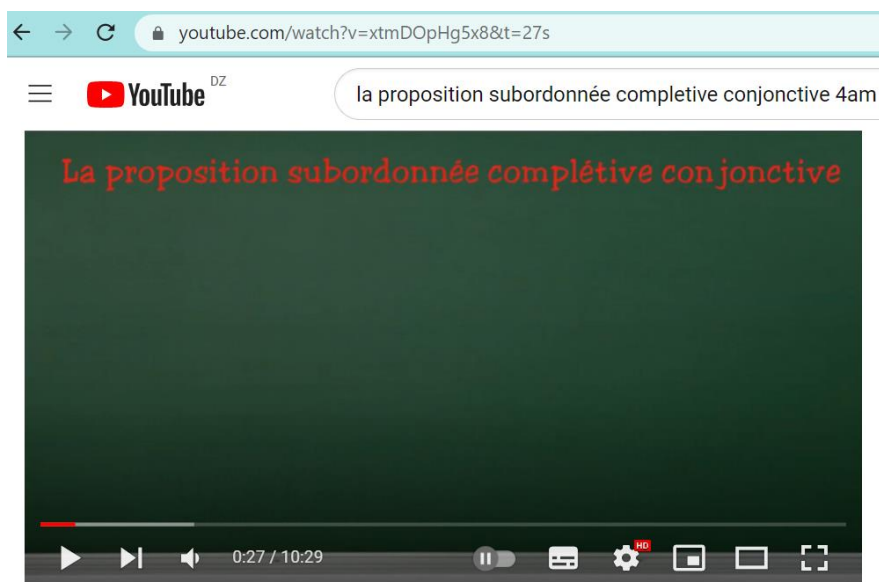 youtube.com/watch?v=xtmDOpHg5x8&t=27s
YouTube DZ
la proposition subordonnée completive conjonctive 4am
La proposition subordonnée complétive conjonctive
0:27 / 10:29
HD